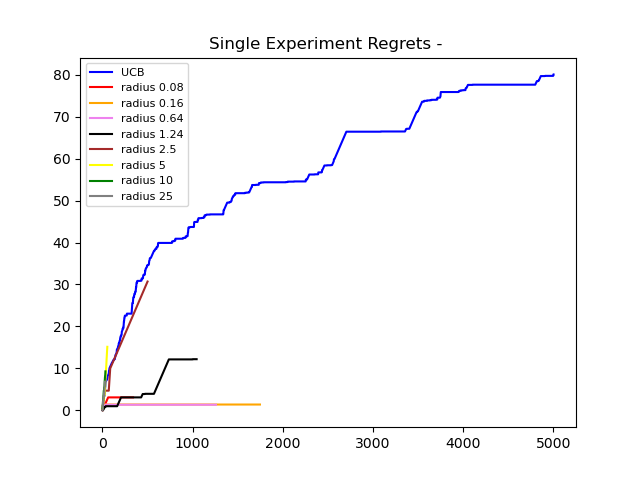 Single Experiment Regrets -
UCB
radius 0.08
radius 0.16
radius 0.64
radius 1.24
radius 2.5
radius 5
radius 10
radius 25
80
70
60
50
40
30
20
10
0
0 1000 2000 3000 4000 5000